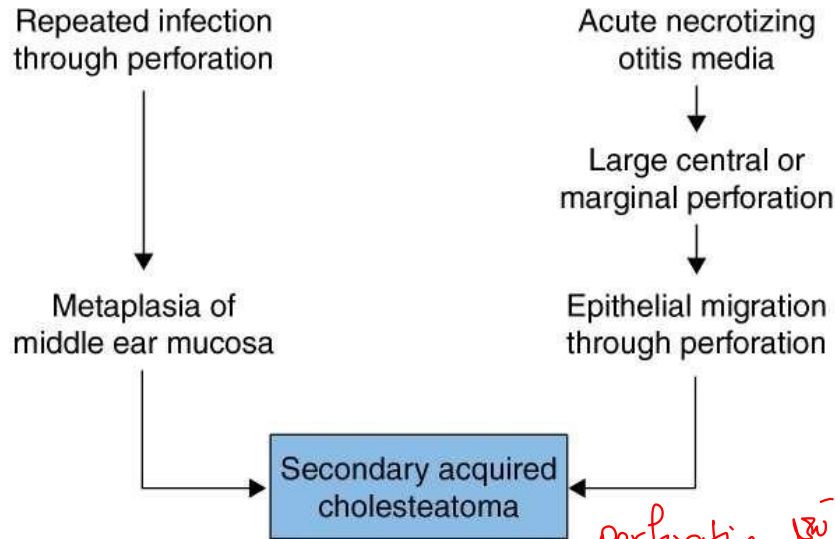 Repeated infection
through perforation
Metaplasia of
middle ear mucosa
Acute necrotizing
otitis media
Large central or
marginal perforation
Epithelial migration
through perforation
Secondary acquired
cholesteatoma